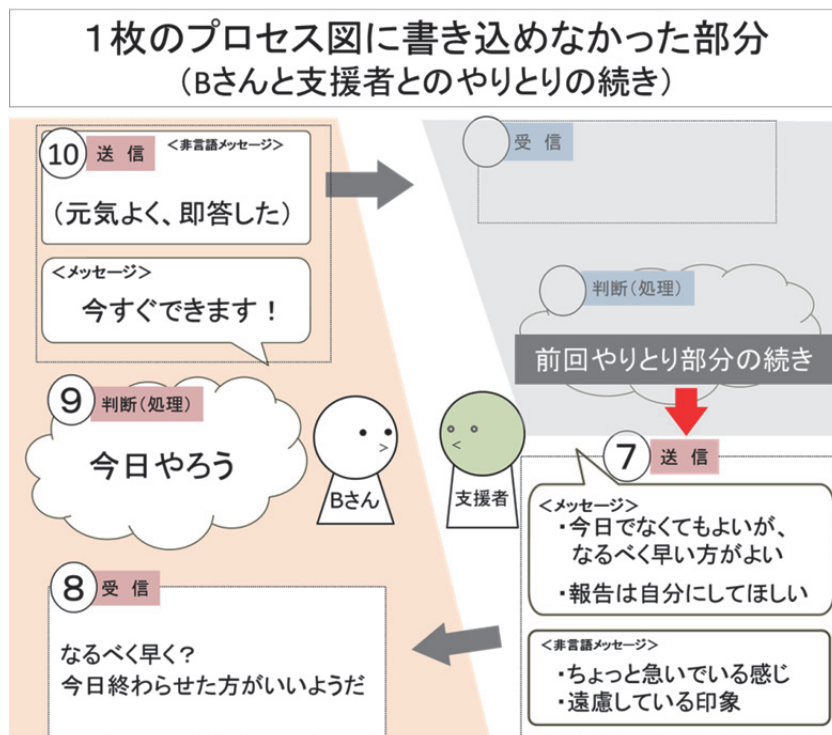 １枚のプロセス図に書き込めなかった部分
（Bさんと支援者とのやりとりの続き）
10 送 信 ＜非言語メッセージ＞
（元気よく、即答した）
＜メッセージ＞
今すぐできます！
9 判断（処理）
今日やろう
Bさん
8 受 信
なるべく早く？
今日終わらせた方がいいようだ
受 信
判断（処理）
前回やりとり部分の続き
支援者
7 送 信
＜メッセージ＞
・今日でなくてもよいが、
なるべく早い方がよい
・報告は自分にしてほしい
＜非言語メッセージ＞
・ちょっと急いでいる感じ
・遠慮している印象